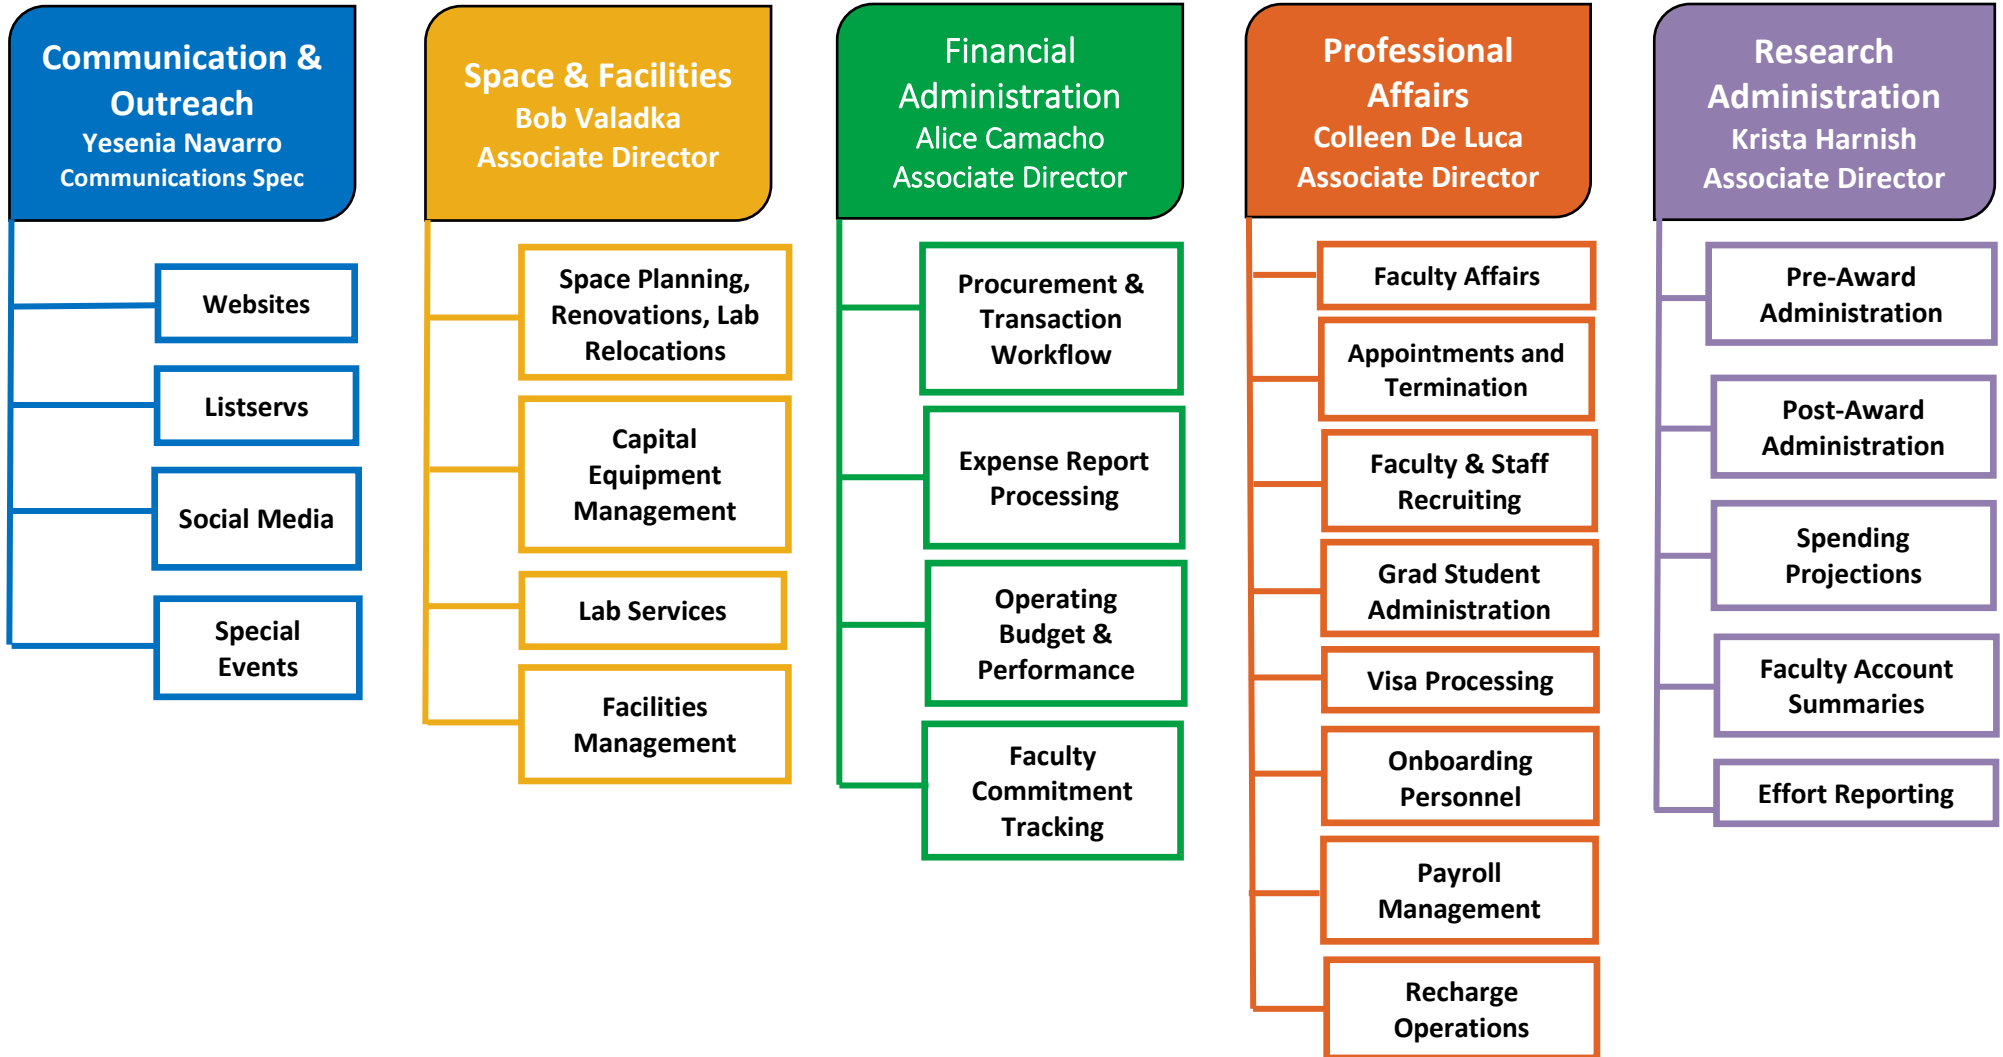 Communication &
Outreach
Yesenia Navarro
Communications Spec
Websites
Listservs
Social Media
Special
Events
Space & Facilities
Bob Valadka
Associate Director
Space Planning,
Renovations, Lab
Relocations
Capital
Equipment
Management
Lab Services
Facilities
Management
Financial
Administration
Alice Camacho
Associate Director
Procurement &
Transaction
Workflow
Expense Report
Processing
Operating
Budget &
Performance
Faculty
Commitment
Tracking
Professional
Affairs
Colleen De Luca
Associate Director
Faculty Affairs
Appointments and
Termination
Faculty & Staff
Recruiting
Grad Student
Administration
Visa Processing
Onboarding
Personnel
Payroll
Management
Recharge
Operations
Research
Administration
Krista Harnish
Associate Director
Pre-Award
Administration
Post-Award
Administration
Spending
Projections
Faculty Account
Summaries
Effort Reporting